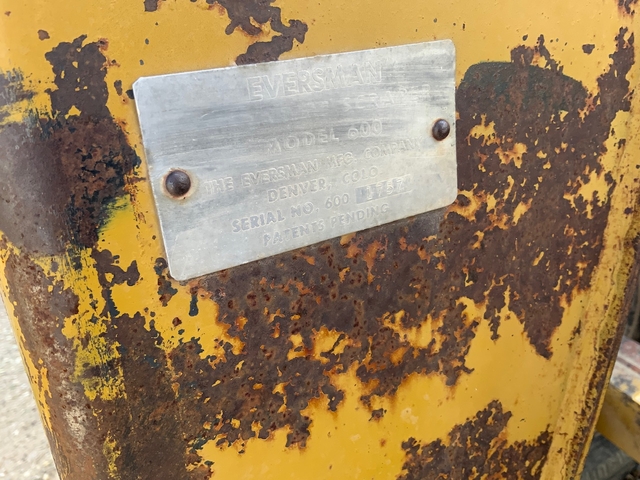 EVERSMAN
MODEL 600
THE EVERSMAN MFG. COMPANY
DENVER, COLO.
SERIAL NO. 600
PATENTS PENDING